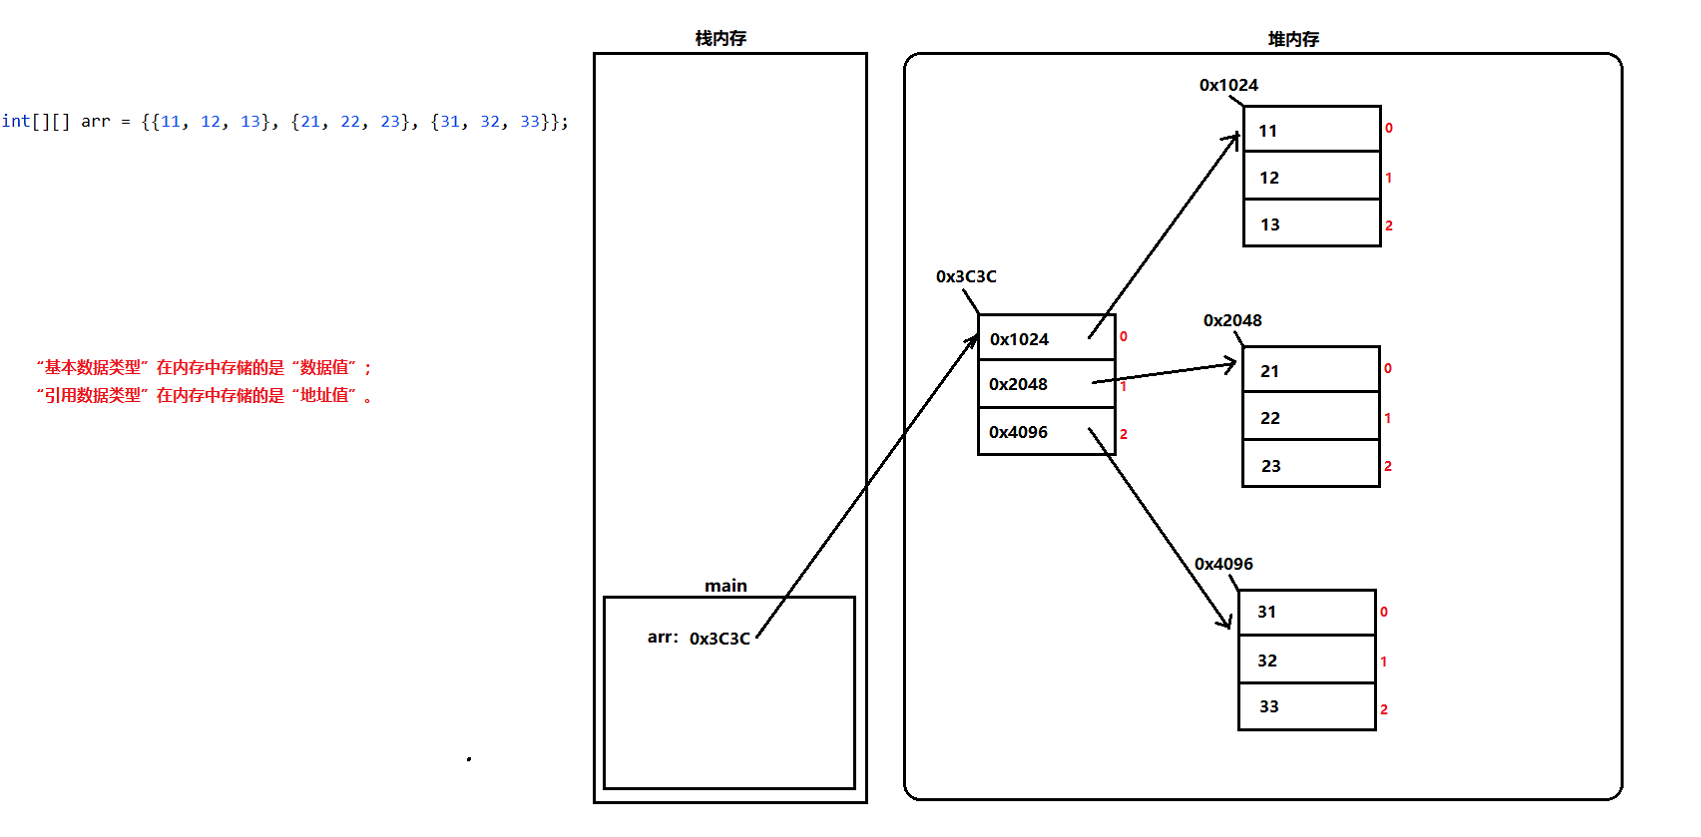 栈内存
堆内存
int[][] arr = {{11, 12, 13}, {21, 22, 23}, {31, 32, 33}};
“基本数据类型”在内存中存储的是“数据值”；
“引用数据类型”在内存中存储的是“地址值”。
main
arr：0x3C3C
0x3C3C
0x1024 0
0x2048 1
0x4096 2
0x1024
11 0
12 1
13 2
0x2048
21 0
22 1
23 2
0x4096
31 0
32 1
33 2